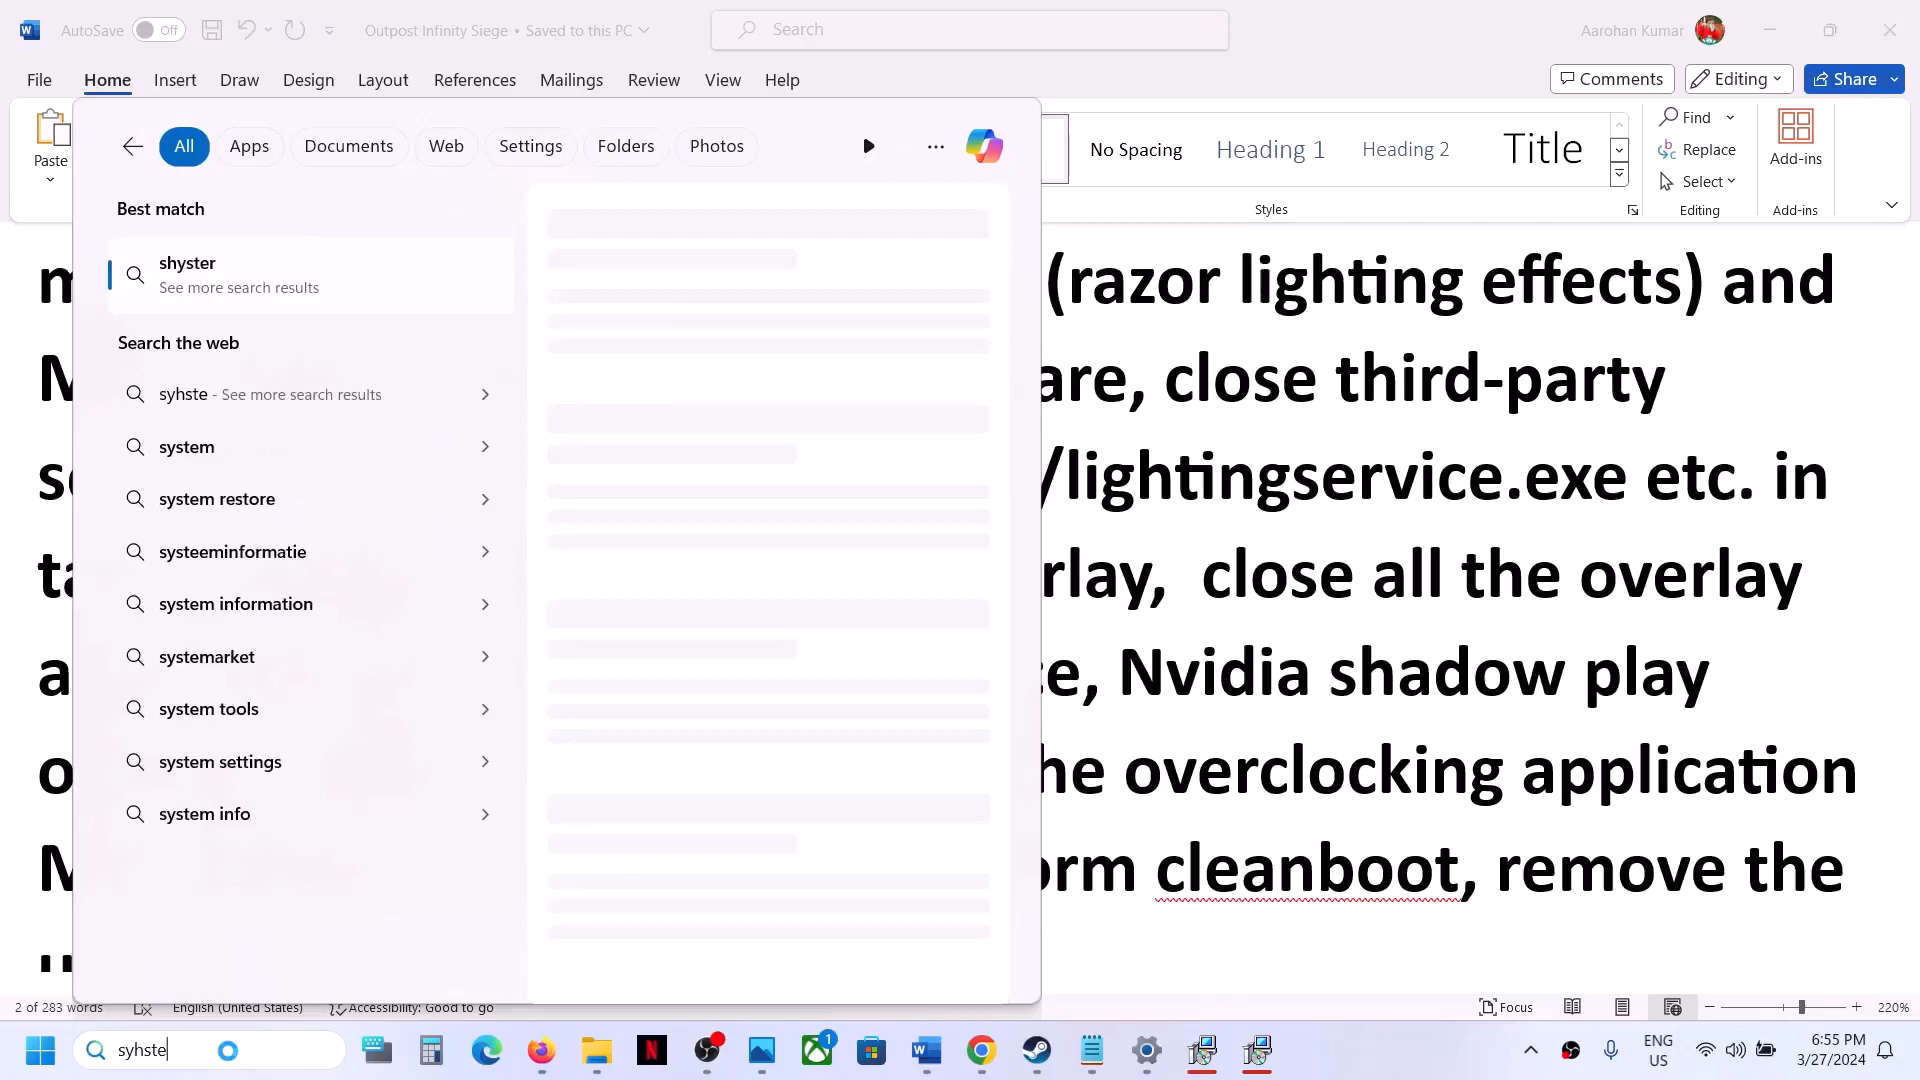 AutoSave Off Outpost Infinity Siege • Saved to this PC Search Aarohan Kumar
File Home Insert Draw Design Layout References Mailings Review View Help Comments Editing Share
Paste
No Spacing Heading 1 Heading 2 Title
Styles
Find
Replace
Select
Editing
Add-ins
Add-ins
All Apps Documents Web Settings Folders Photos
Best match
shyster
See more search results
Search the web
syhste - See more search results
system
system restore
systeeminformatie
system information
systemarket
system tools
system settings
system info
(razor lighting effects) and
are, close third-party
/lightingservice.exe etc. in
rlay, close all the overlay
e, Nvidia shadow play
he overclocking application
orm cleanboot, remove the
2 of 283 words English (United States) Accessibility: Good to go Focus 220%
syhste
1
ENG
US
6:55 PM
3/27/2024